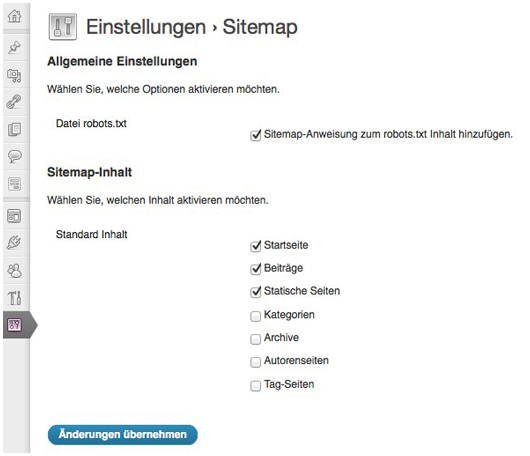 Einstellungen › Sitemap
Allgemeine Einstellungen
Wählen Sie, welche Optionen aktivieren möchten.
Datei robots.txt
Sitemap-Anweisung zum robots.txt Inhalt hinzufügen.
Sitemap-Inhalt
Wählen Sie, welchen Inhalt aktivieren möchten.
Standard Inhalt
Startseite
Beiträge
Statische Seiten
Kategorien
Archive
Autorenseiten
Tag-Seiten
Änderungen übernehmen